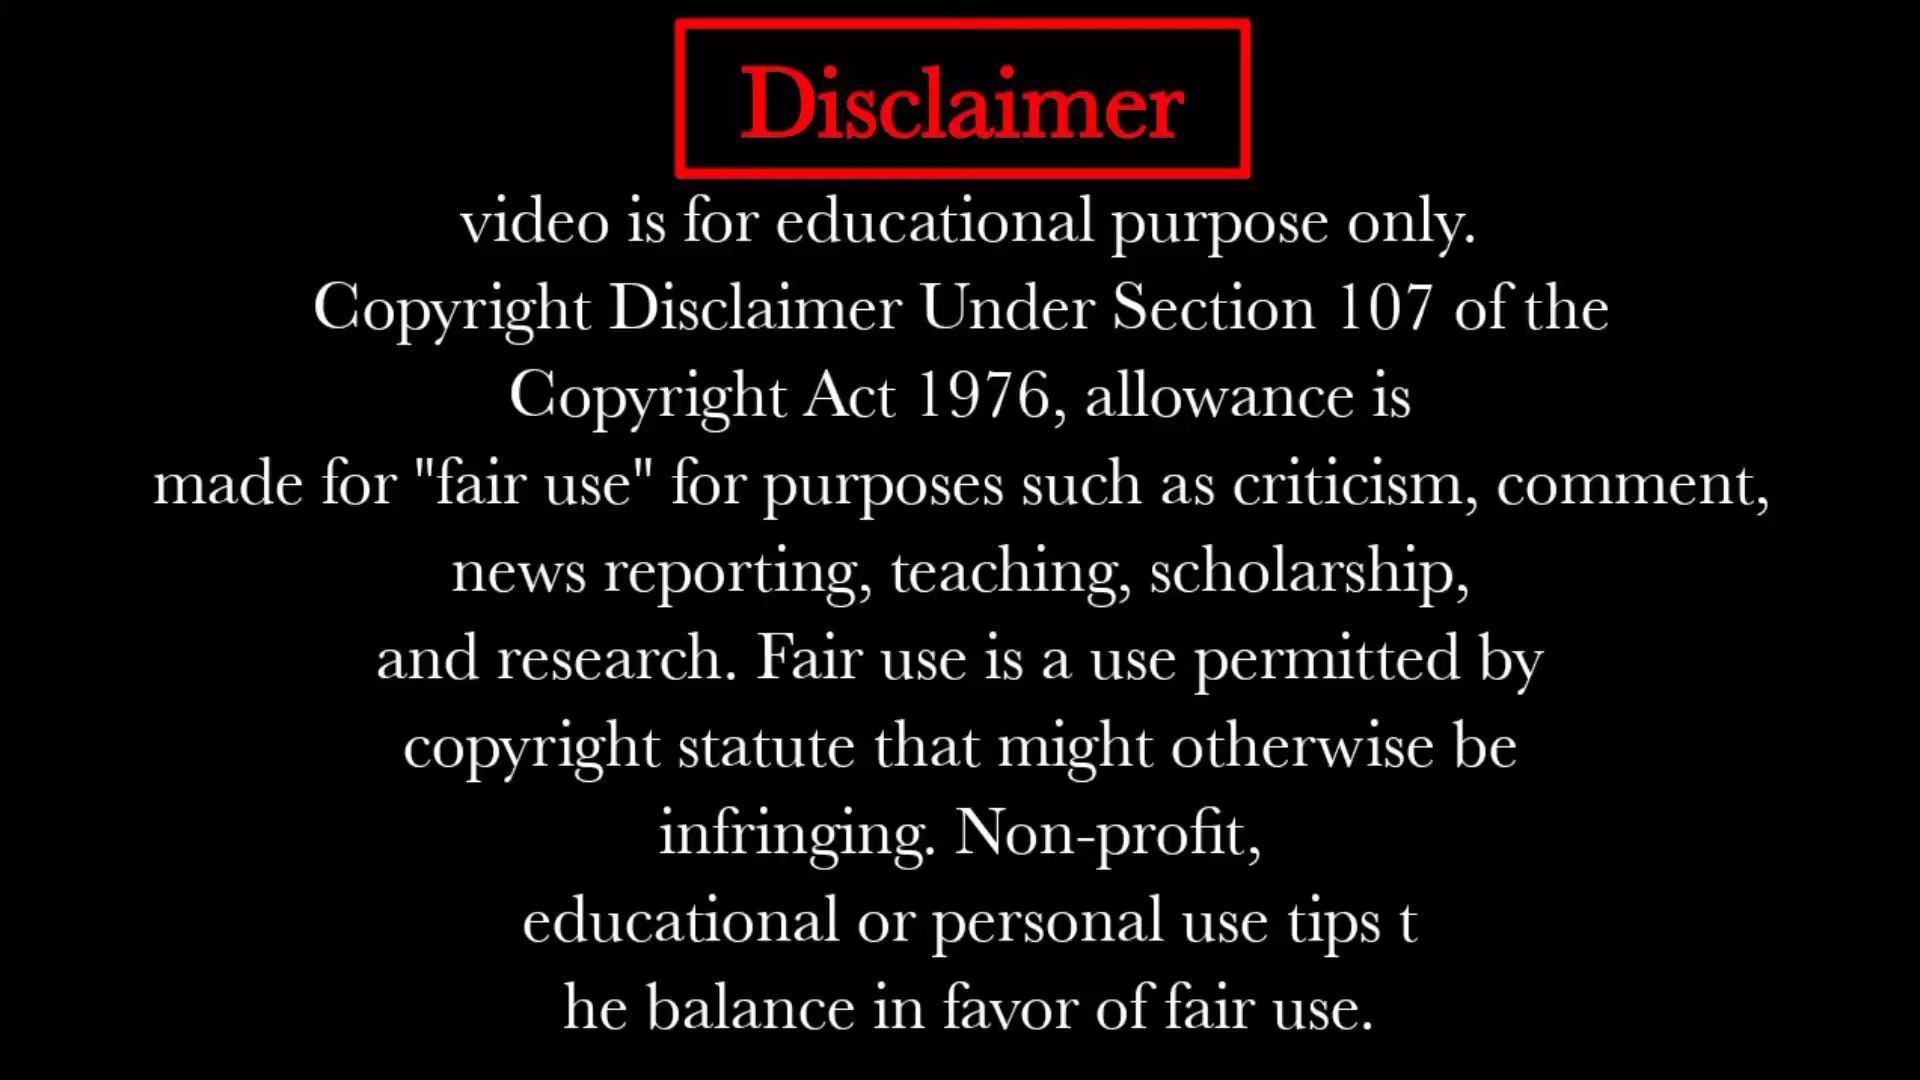 Disclaimer
video is for educational purpose only.
Copyright Disclaimer Under Section 107 of the
Copyright Act 1976, allowance is
made for "fair use" for purposes such as criticism, comment,
news reporting, teaching, scholarship,
and research. Fair use is a use permitted by
copyright statute that might otherwise be
infringing. Non-profit,
educational or personal use tips t
he balance in favor of fair use.